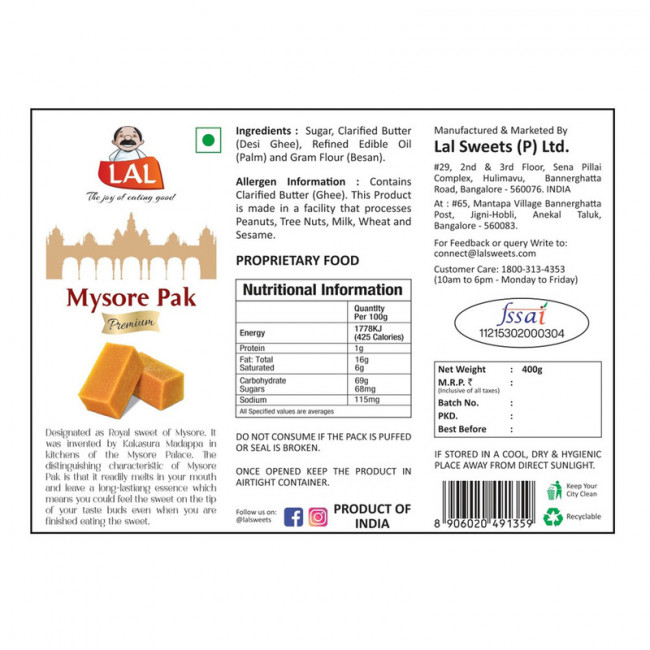 LAL
The joy of eating good
Mysore Pak
Premium
Designated as Royal sweet of Mysore. It
was invented by Kakasura Madappa in
kitchens of the Mysore Palace. The
distinguishing characteristic of Mysore
Pak is that it readily melts in your mouth
and leave a long-lastiang essence which
means you could feel the sweet on the tip
of your taste buds even when you are
finished eating the sweet.
Ingredients : Sugar, Clarified Butter
(Desi Ghee), Refined Edible Oil
(Palm) and Gram Flour (Besan).
Allergen Information : Contains
Clarified Butter (Ghee). This Product
is made in a facility that processes
Peanuts, Tree Nuts, Milk, Wheat and
Sesame.
PROPRIETARY FOOD
Nutritional Information
Quantity
Per 100g
Energy 1778KJ
(425 Calories)
Protein 1g
Fat: Total 16g
Saturated 6g
Carbohydrate 69g
Sugars 68mg
Sodium 115mg
All Specified values are averages
DO NOT CONSUME IF THE PACK IS PUFFED
OR SEAL IS BROKEN.
ONCE OPENED KEEP THE PRODUCT IN
AIRTIGHT CONTAINER.
Follow us on:
@lalsweets
PRODUCT OF
INDIA
Manufactured & Marketed By
Lal Sweets (P) Ltd.
#29, 2nd & 3rd Floor, Sena Pillai
Complex, Hulimavu, Bannerghatta
Road, Bangalore - 560076. INDIA
At : #65, Mantapa Village Bannerghatta
Post, Jigni-Hobli, Anekal Taluk,
Bangalore - 560083.
For Feedback or query Write to:
connect@lalsweets.com
Customer Care: 1800-313-4353
(10am to 6pm - Monday to Friday)
fssai
11215302000304
Net Weight : 400g
M.R.P. ₹ :
(Inclusive of all taxes)
Batch No. :
PKD. :
Best Before :
IF STORED IN A COOL, DRY & HYGIENIC
PLACE AWAY FROM DIRECT SUNLIGHT.
8 906020 491359
Keep Your
City Clean
Recyclable